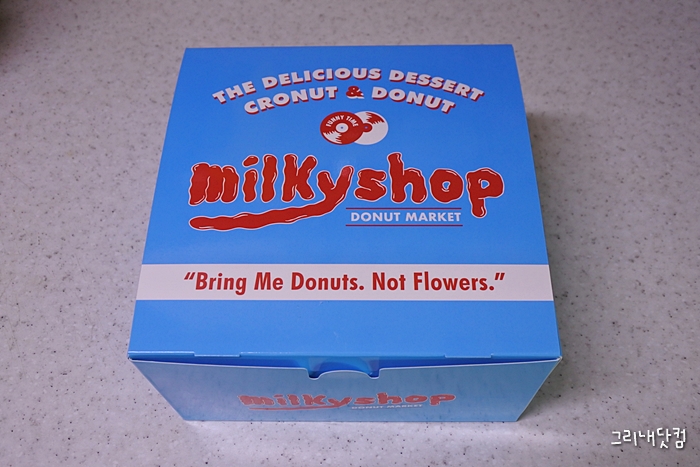 THE DELICIOUS DESSERT
CRONUT & DONUT
FUNNY TIME
milkyshop
DONUT MARKET
“Bring Me Donuts. Not Flowers.”
milkyshop
DONUT MARKET
그리내닷컴